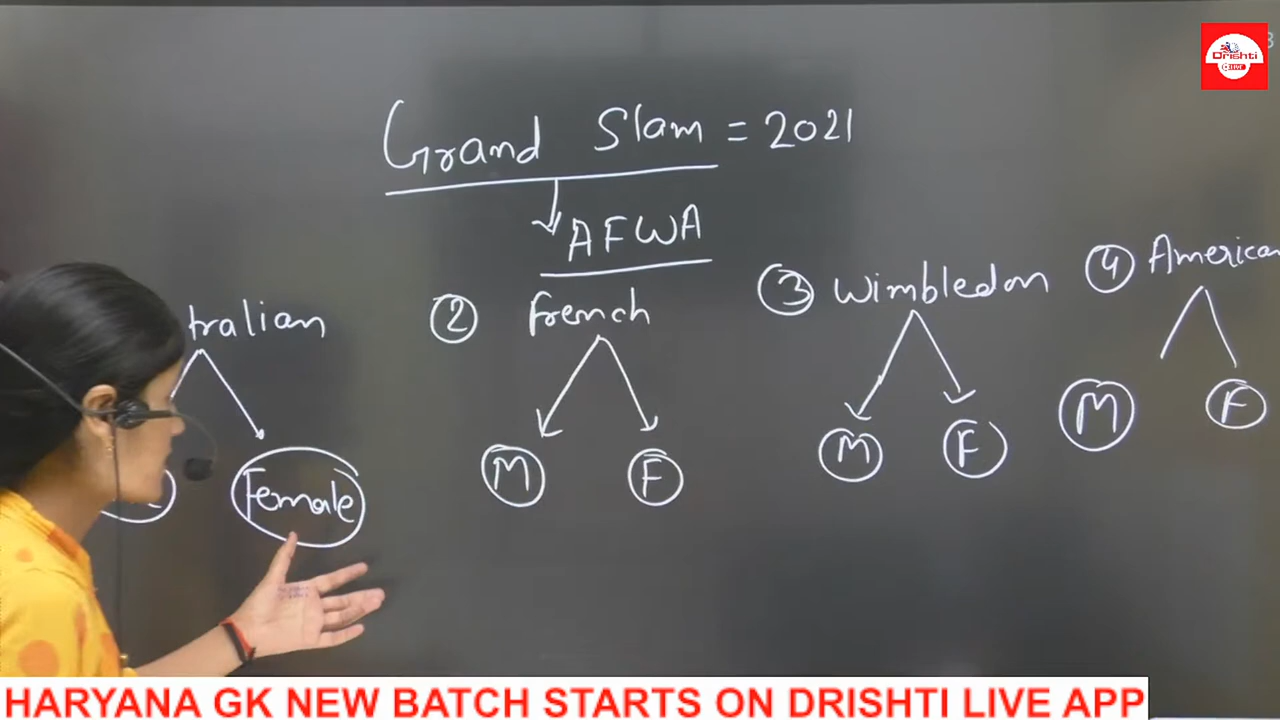 Drishti
LIVE
Grand Slam = 2021
AFWA
tralian
② French
③ Wimbledon
④ American
Female
M
F
M
F
M
F
HARYANA GK NEW BATCH STARTS ON DRISHTI LIVE APP